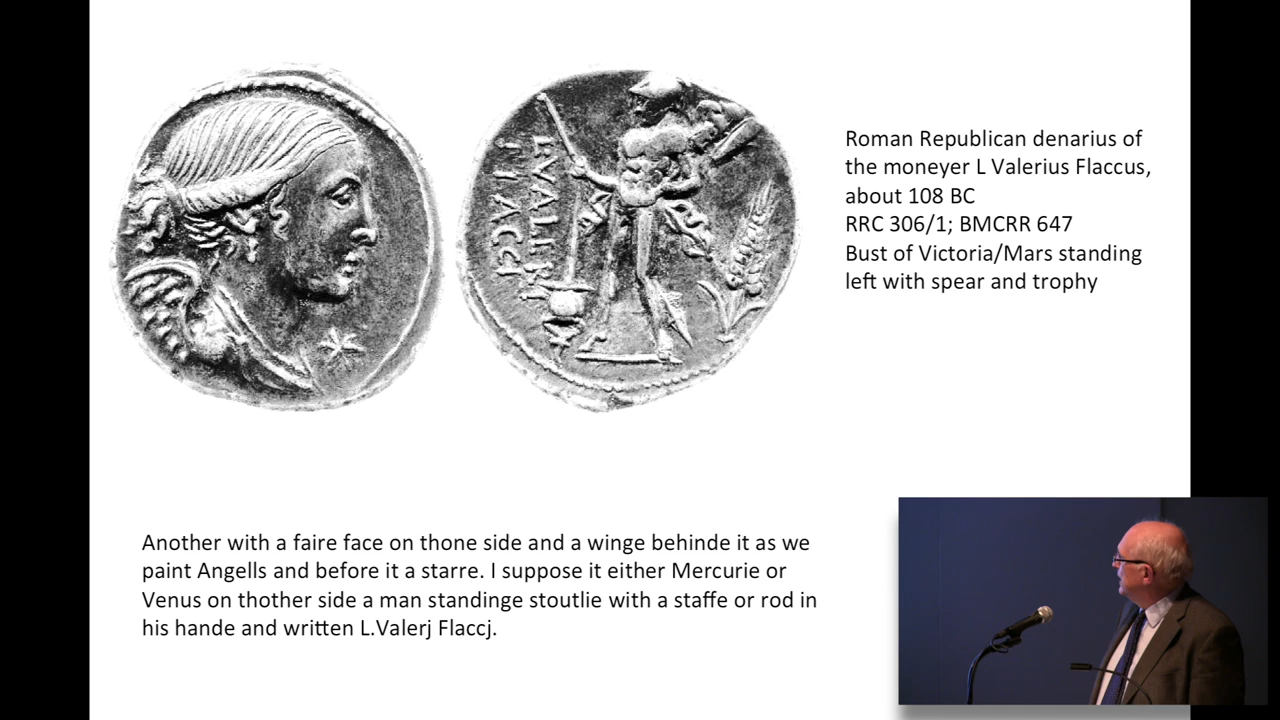 L·VALERI
FLACCI
Roman Republican denarius of
the moneyer L Valerius Flaccus,
about 108 BC
RRC 306/1; BMCRR 647
Bust of Victoria/Mars standing
left with spear and trophy
Another with a faire face on thone side and a winge behinde it as we
paint Angells and before it a starre. I suppose it either Mercurie or
Venus on thother side a man standinge stoutlie with a staffe or rod in
his hande and written L.Valerj Flaccj.